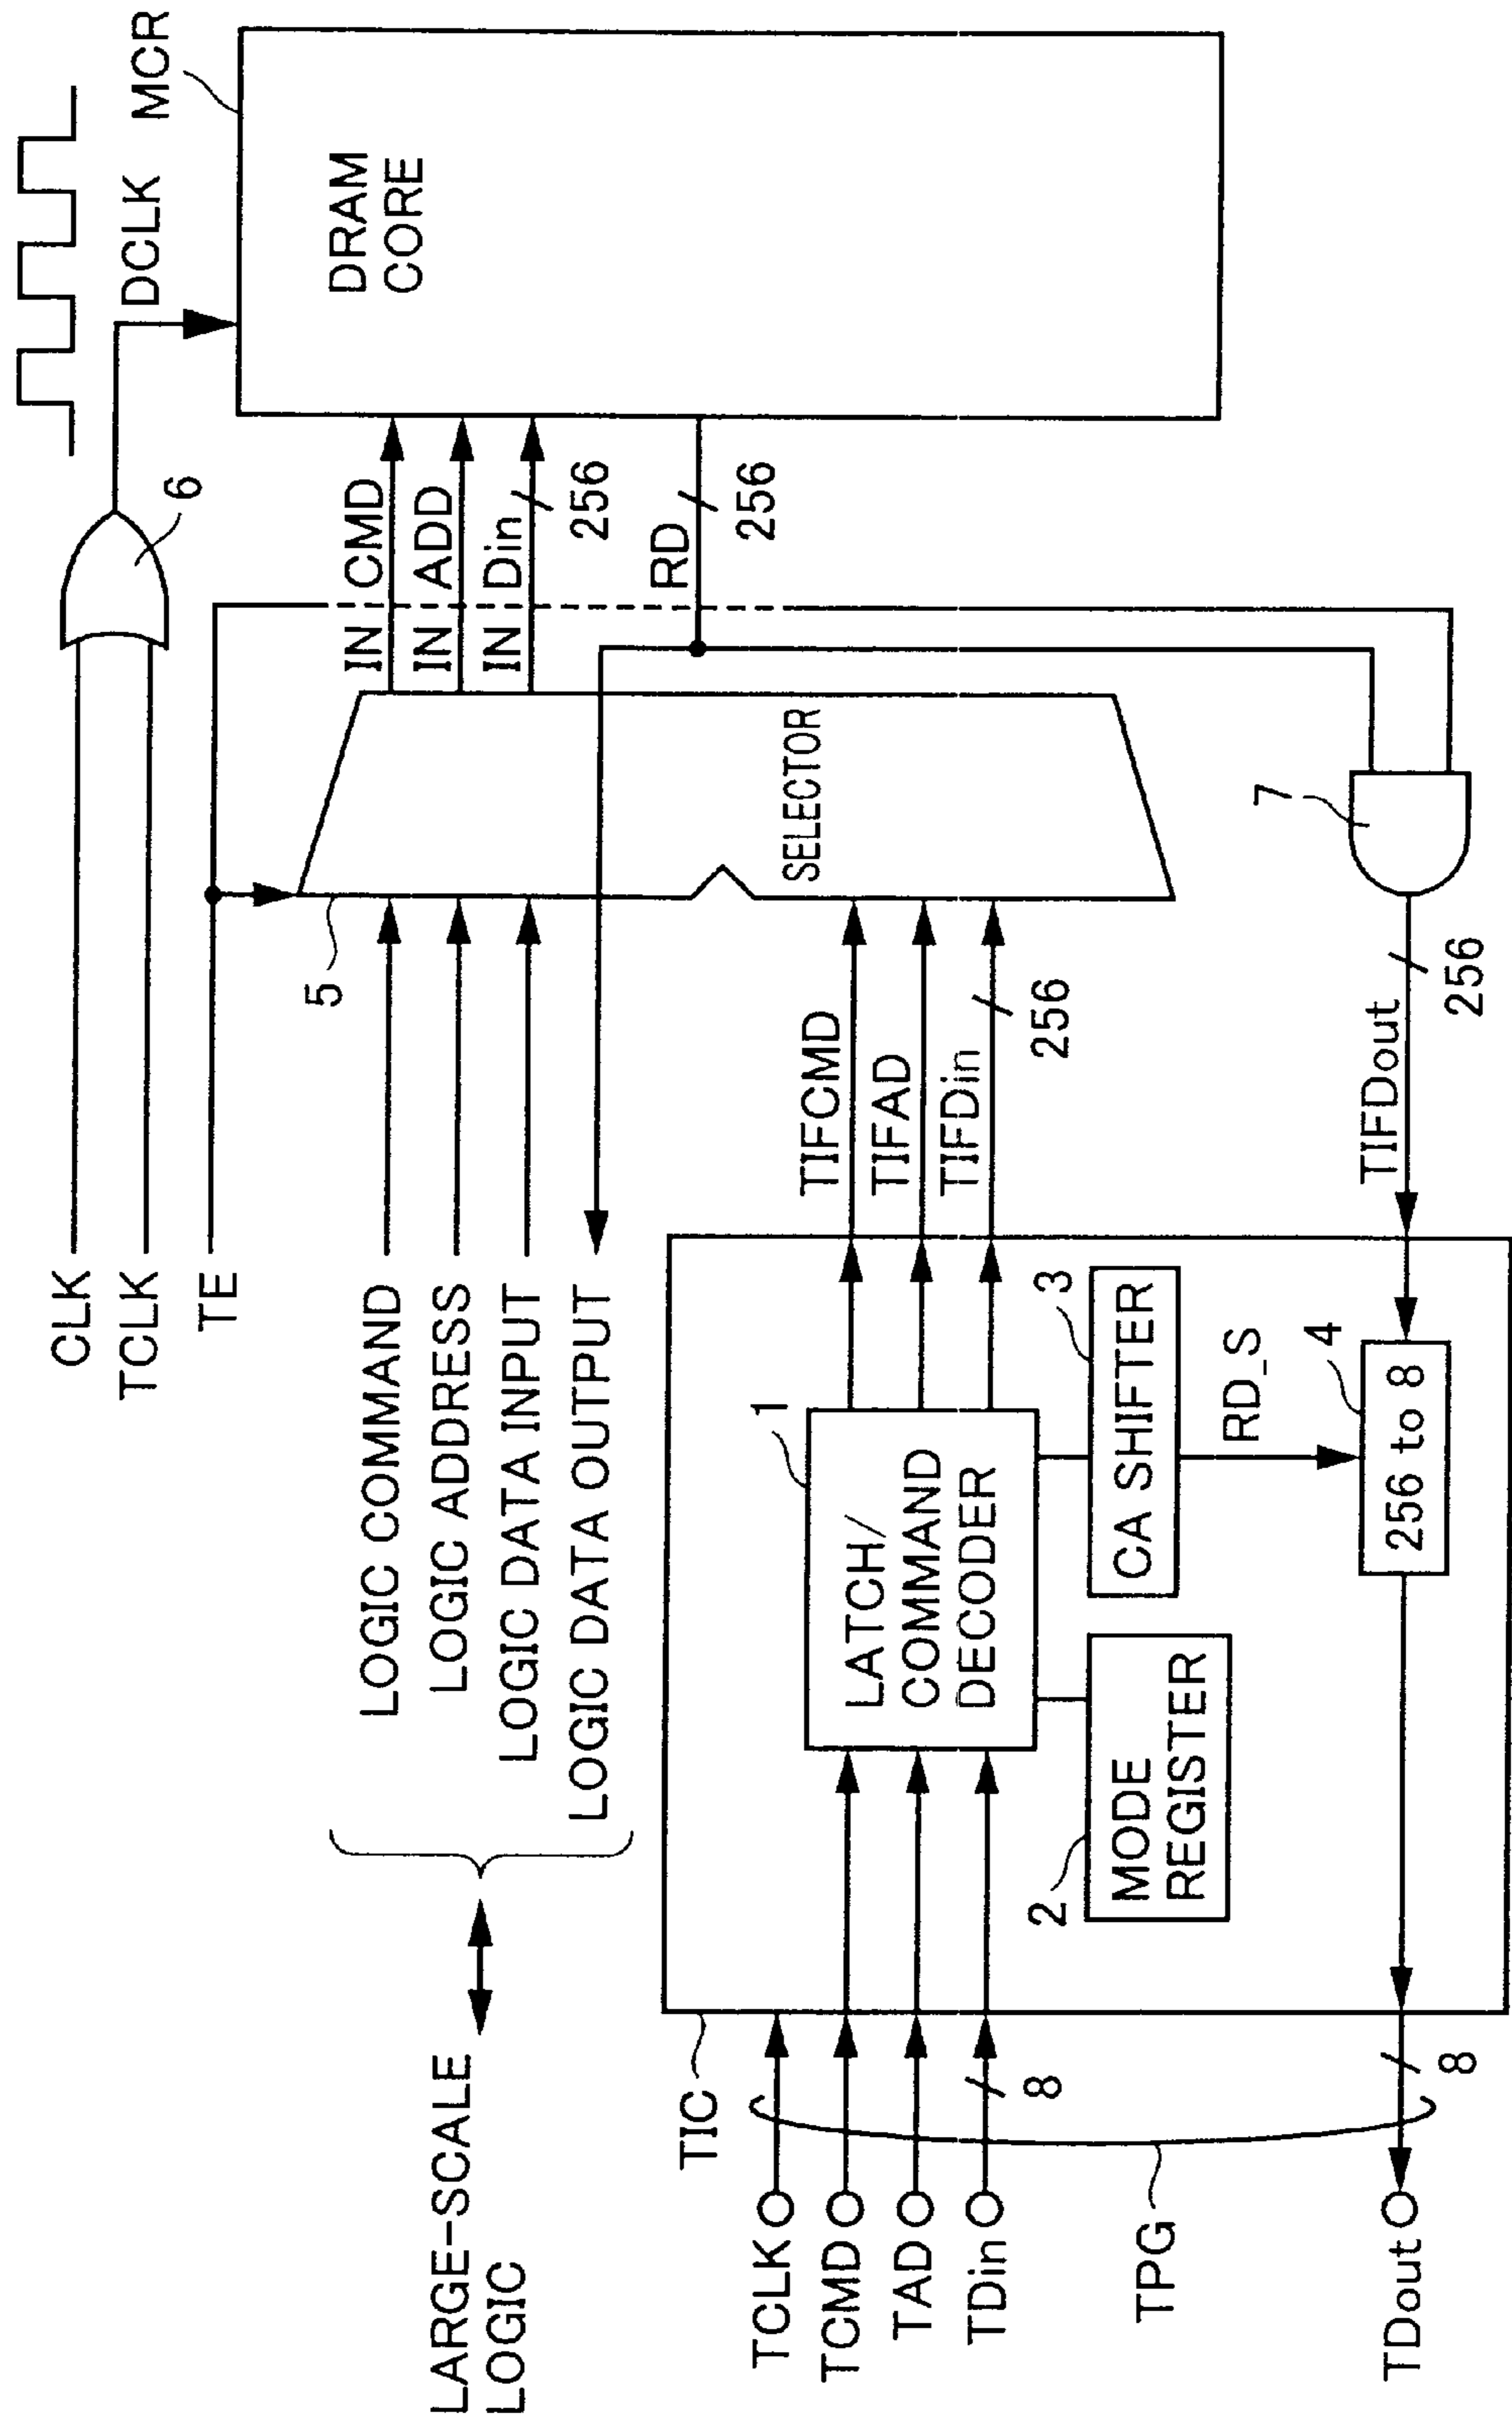 CLK
TCLK
TE
6
DCLK
MCR
DRAM
CORE
LOGIC COMMAND
LOGIC ADDRESS
LOGIC DATA INPUT
LOGIC DATA OUTPUT
LARGE-SCALE
LOGIC
5
SELECTOR
IN CMD
IN ADD
IN Din
256
RD
256
TIC
TCLK
TCMD
TAD
TDin
8
TPG
TDout
8
1
LATCH/
COMMAND
DECODER
2
MODE
REGISTER
3
CA SHIFTER
RD_S
4
256 to 8
TIFCMD
TIFAD
TIFDin
256
TIFDout
256
7